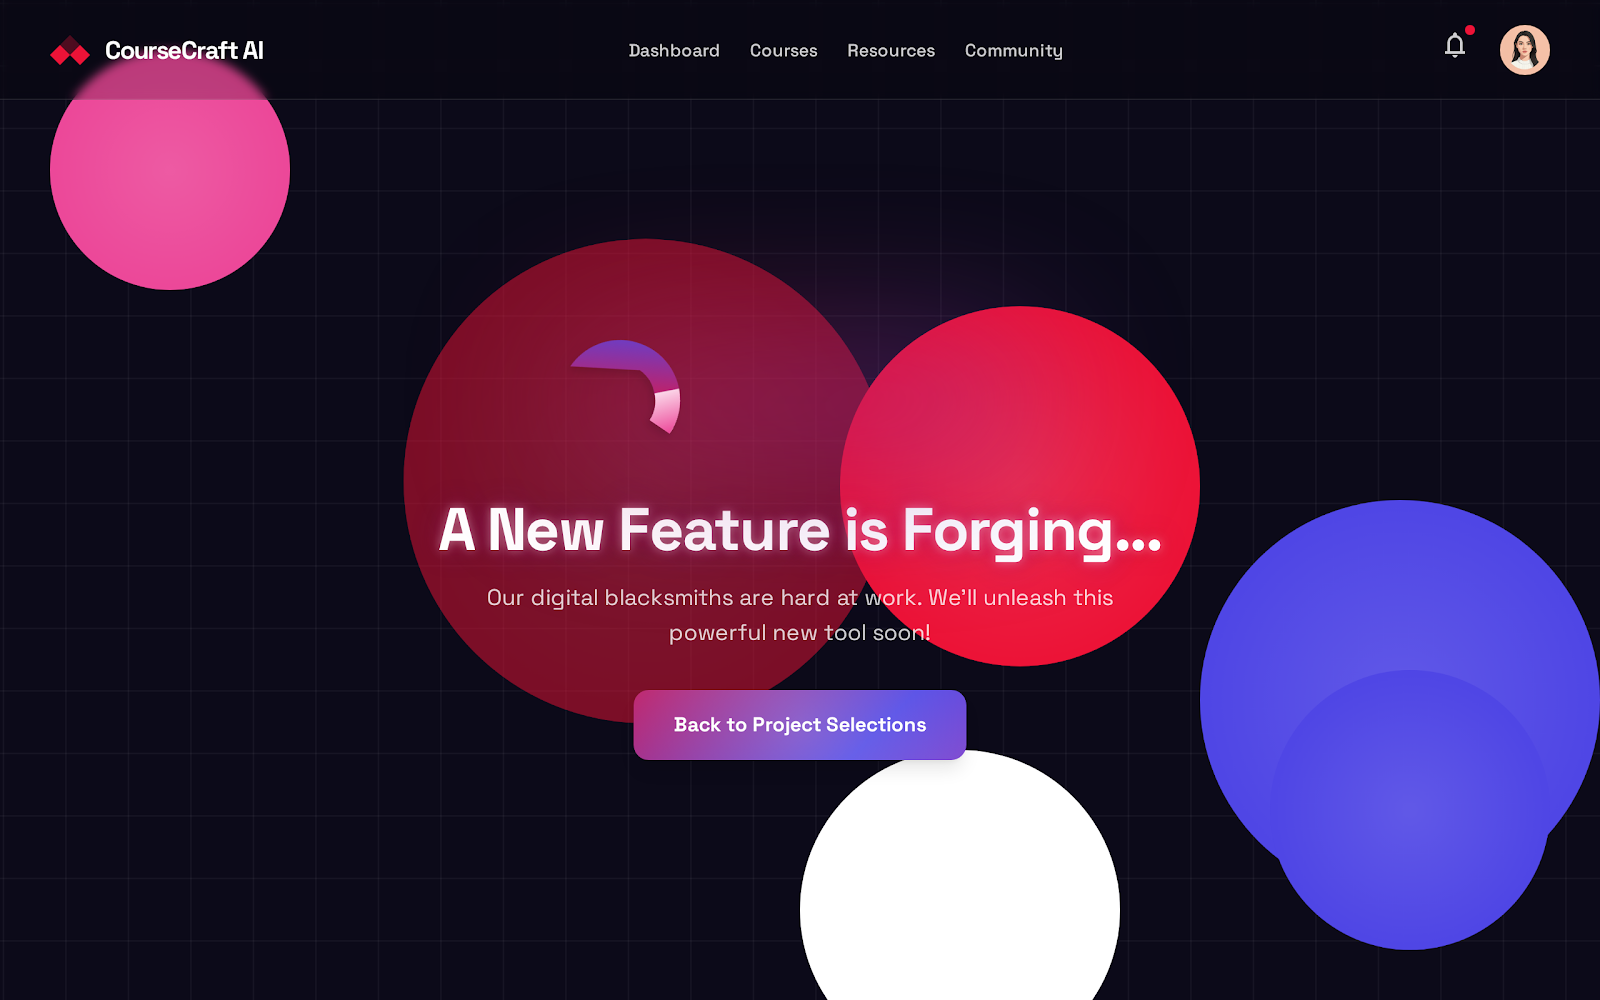 CourseCraft AI
Dashboard
Courses
Resources
Community
A New Feature is Forging...
Our digital blacksmiths are hard at work. We'll unleash this
powerful new tool soon!
Back to Project Selections